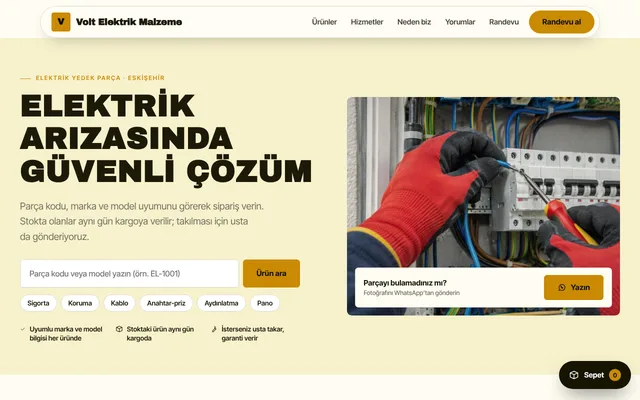 V
Volt Elektrik Malzeme
Ürünler
Hizmetler
Neden biz
Yorumlar
Randevu
Randevu al
ELEKTRİK YEDEK PARÇA · ESKİŞEHİR
ELEKTRİK
ARIZASINDA
GÜVENLİ ÇÖZÜM
Parça kodu, marka ve model uyumunu görerek sipariş verin.
Stokta olanlar aynı gün kargoya verilir; takılması için usta
da gönderiyoruz.
Parça kodu veya model yazın (örn. EL-1001)
Ürün ara
Sigorta
Koruma
Kablo
Anahtar-priz
Aydınlatma
Pano
Uyumlu marka ve model
bilgisi her üründe
Stoktaki ürün aynı gün
kargoda
İsterseniz usta takar,
garanti verir
Parçayı bulamadınız mı?
Fotoğrafını WhatsApp'tan gönderin
Yazın
Sepet
0